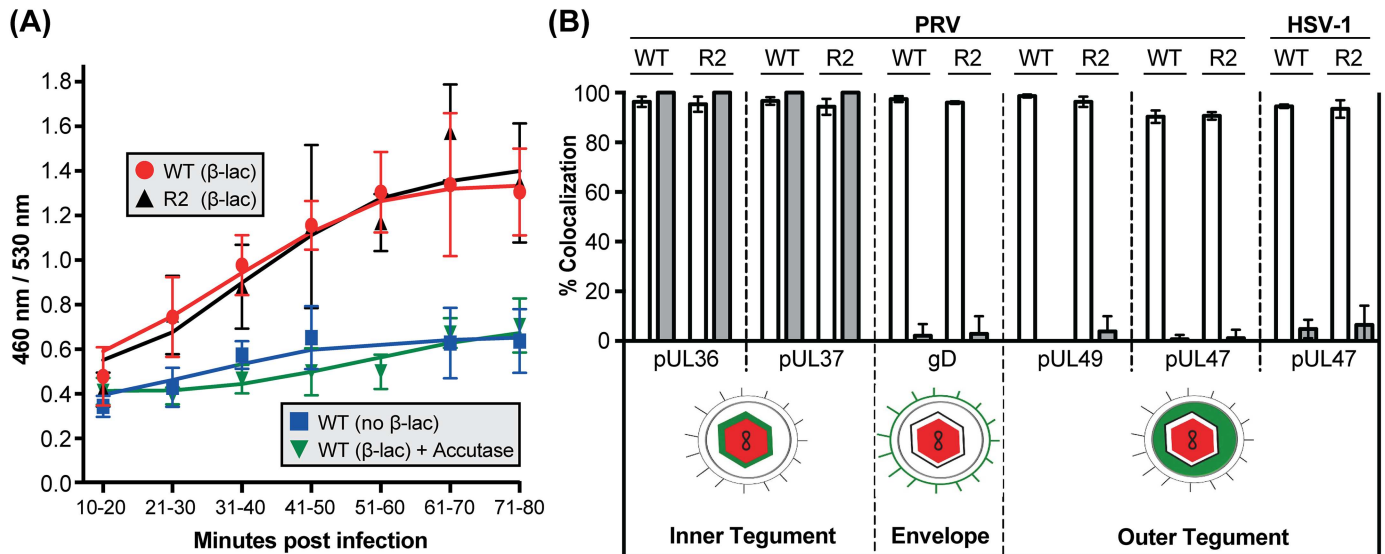 (A)
460 nm / 530 nm
1.8
1.6
1.4
1.2
1.0
0.8
0.6
0.4
0.2
0.0
WT (β-lac)
R2 (β-lac)
WT (no β-lac)
WT (β-lac) + Accutase
10-20 21-30 31-40 41-50 51-60 61-70 71-80
Minutes post infection
(B)
PRV HSV-1
WT R2 WT R2 WT R2 WT R2 WT R2 WT R2
% Colocalization
100
80
60
40
20
0
pUL36 pUL37 gD pUL49 pUL47 pUL47
Inner Tegument Envelope Outer Tegument